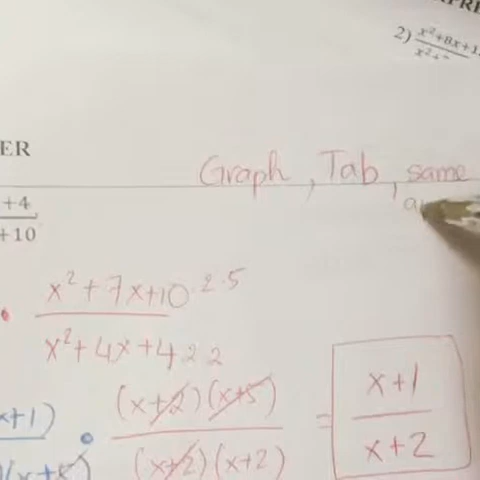 2) x²+8x+1
x²+
ER
Graph, Tab, same
a
+4
+10
x²+7x+10 2·5
x²+4x+4 2 2
x+1) • (x+2)(x+5) = x+1
(x+5) (x+2)(x+2) x+2